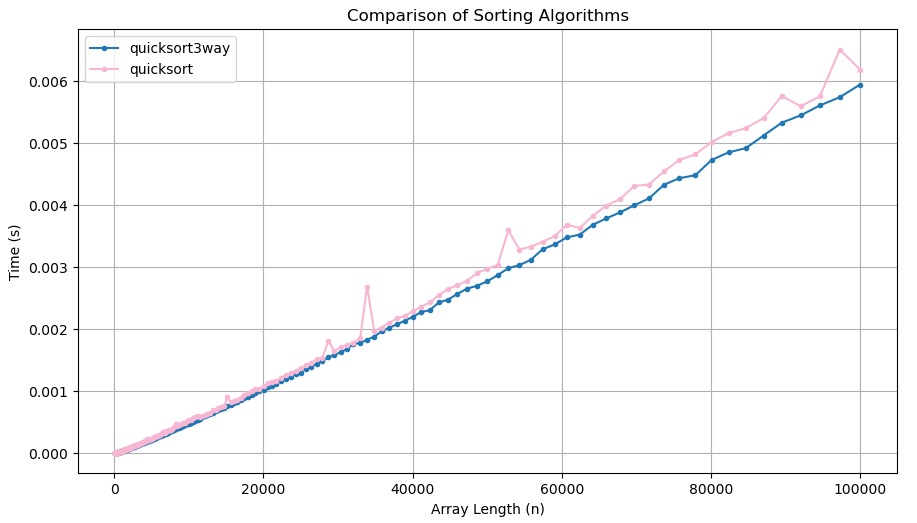 Comparison of Sorting Algorithms
quicksort3way
quicksort
0.006
0.005
0.004
0.003
0.002
0.001
0.000
Time (s)
0
20000
40000
60000
80000
100000
Array Length (n)